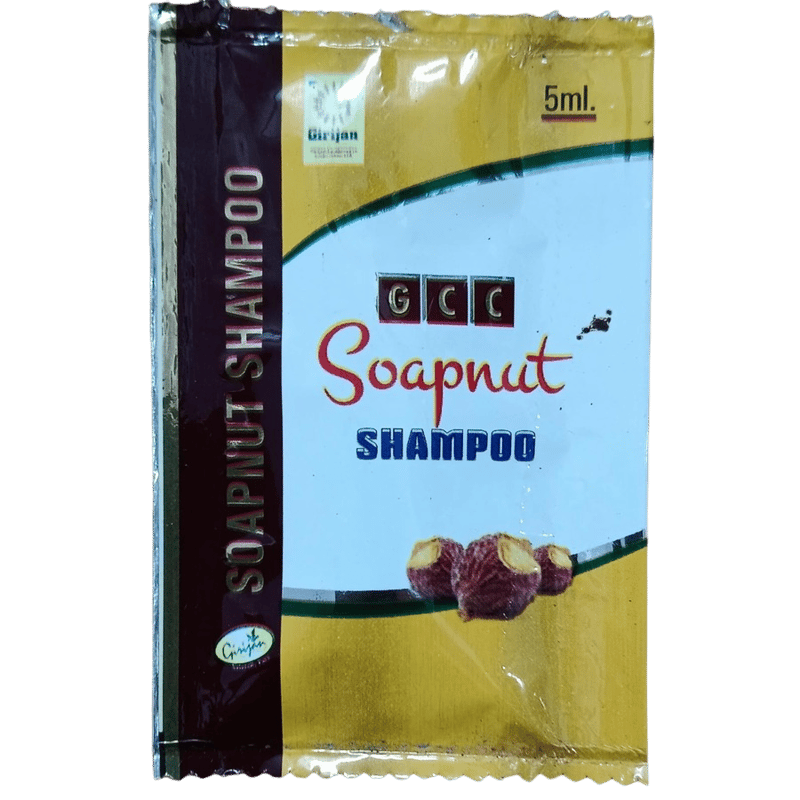 Girijan
5ml.
SOAPNUT SHAMPOO
GCC
Soapnut
SHAMPOO
Girijan